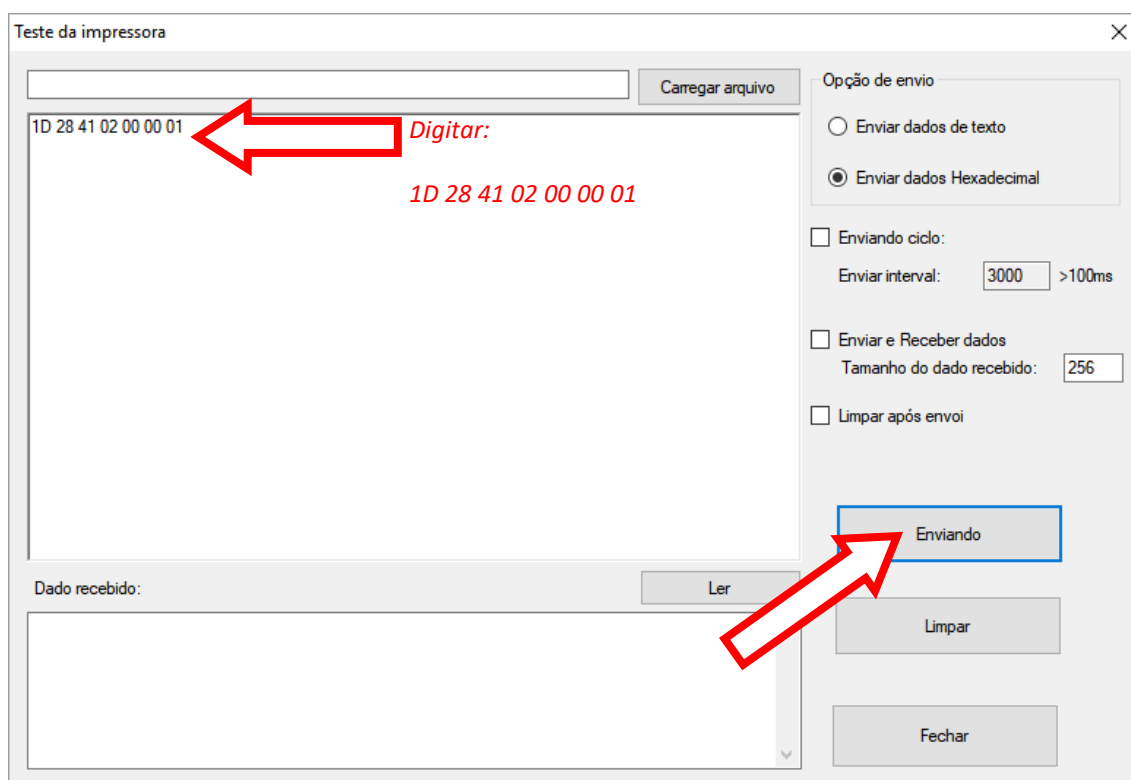 Teste da impressora
Carregar arquivo
1D 28 41 02 00 00 01
Digitar:
1D 28 41 02 00 00 01
Opção de envio
Enviar dados de texto
Enviar dados Hexadecimal
Enviando ciclo:
Enviar interval: 3000 >100ms
Enviar e Receber dados
Tamanho do dado recebido: 256
Limpar após envoi
Enviando
Dado recebido:
Ler
Limpar
Fechar